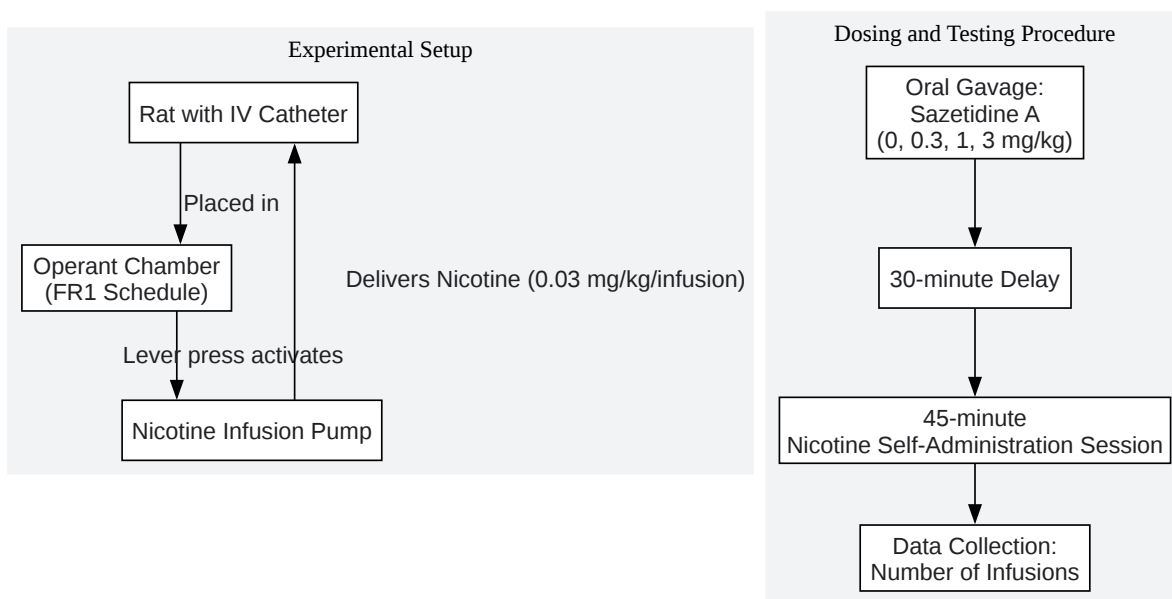 Experimental Setup
Rat with IV Catheter
Placed in
Operant Chamber
(FR1 Schedule)
Delivers Nicotine (0.03 mg/kg/infusion)
Lever press activates
Nicotine Infusion Pump
Dosing and Testing Procedure
Oral Gavage:
Sazetidine A
(0, 0.3, 1, 3 mg/kg)
30-minute Delay
45-minute
Nicotine Self-Administration Session
Data Collection:
Number of Infusions